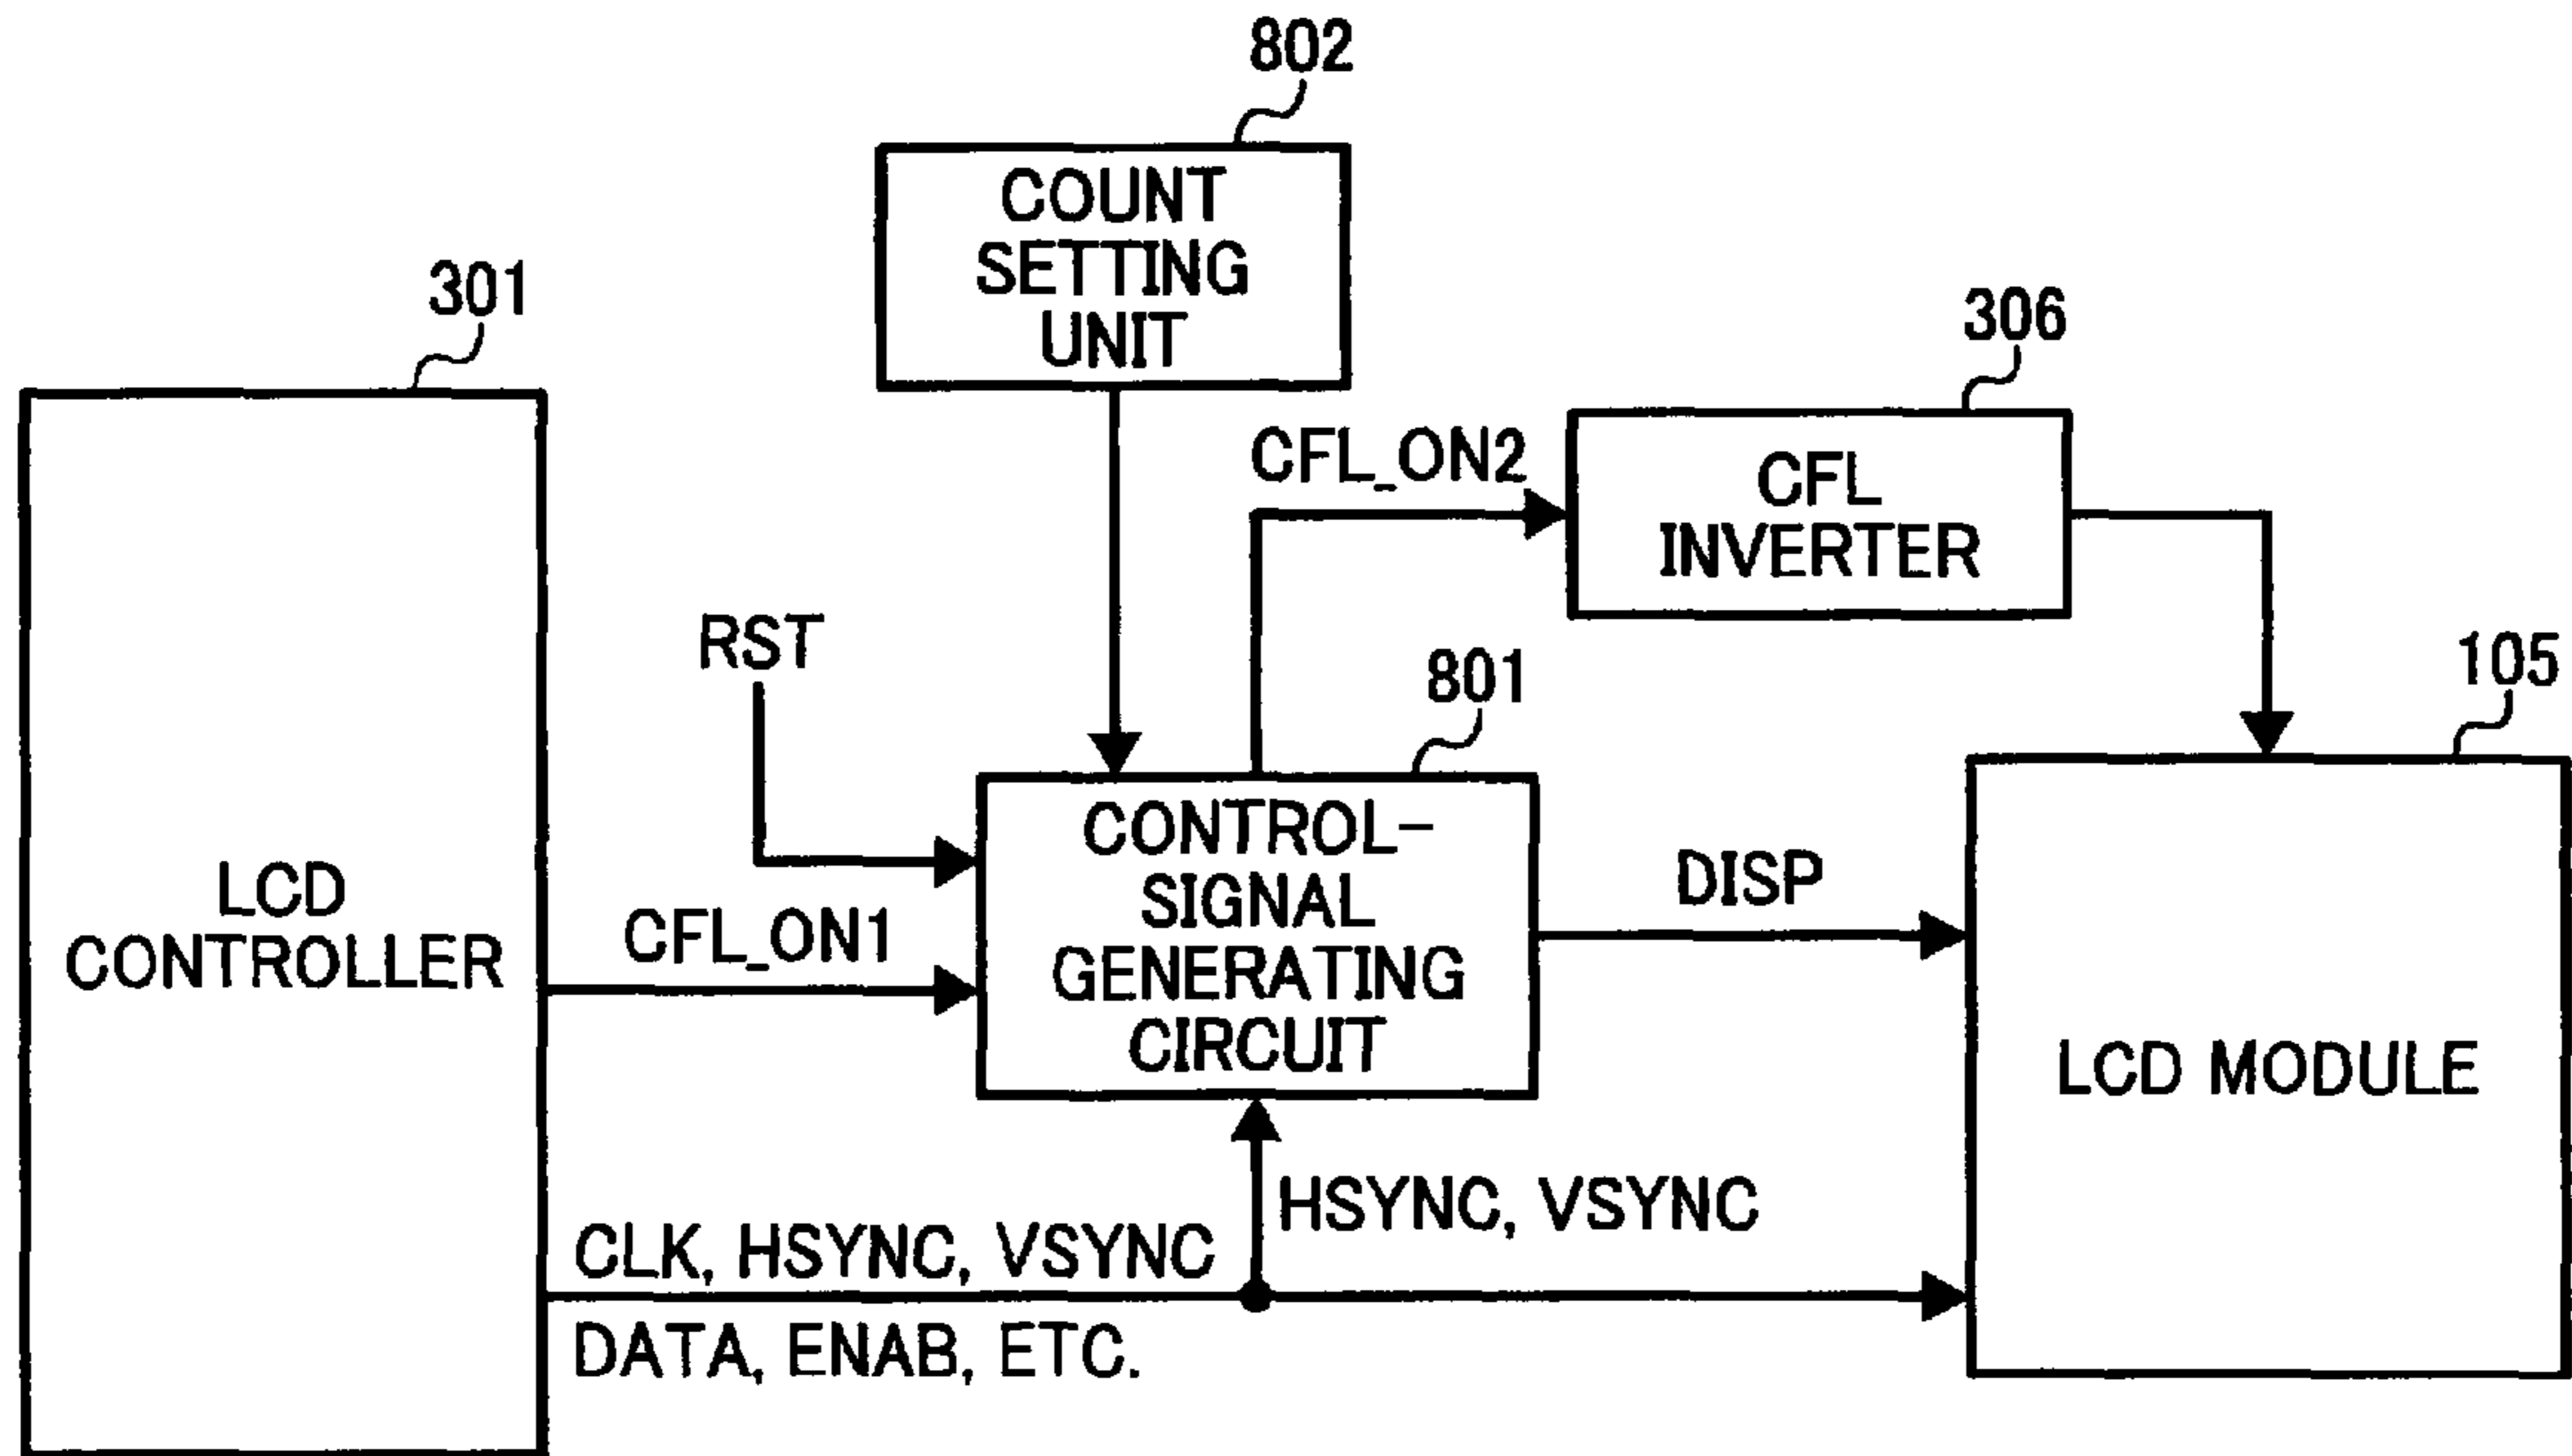 802
COUNT
SETTING
UNIT
301
306
CFL_ON2
CFL
INVERTER
RST
801
105
LCD
CONTROLLER
CFL_ON1
CONTROL-
SIGNAL
GENERATING
CIRCUIT
DISP
LCD MODULE
HSYNC, VSYNC
CLK, HSYNC, VSYNC
DATA, ENAB, ETC.